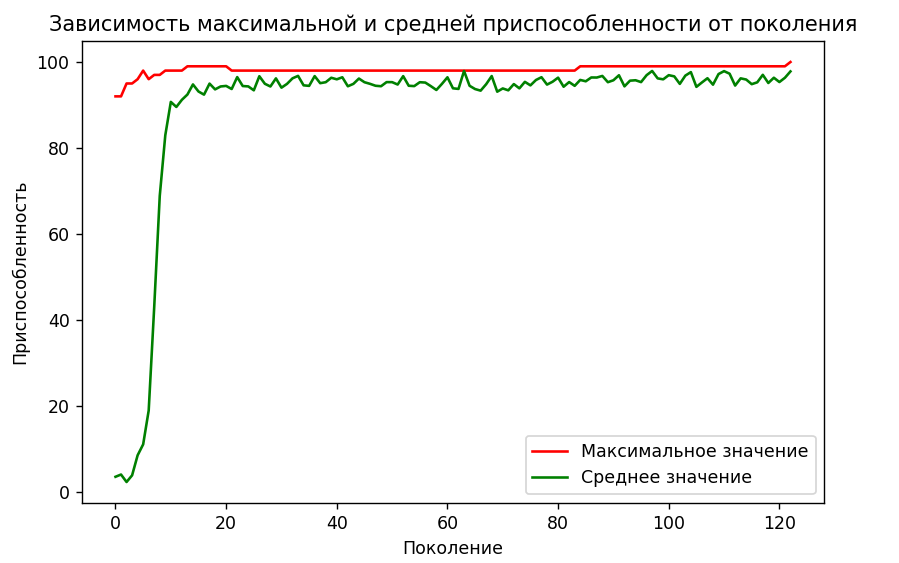 Зависимость максимальной и средней приспособленности от поколения
100
80
60
40
20
0
Приспособленность
0 20 40 60 80 100 120
Поколение
Максимальное значение
Среднее значение